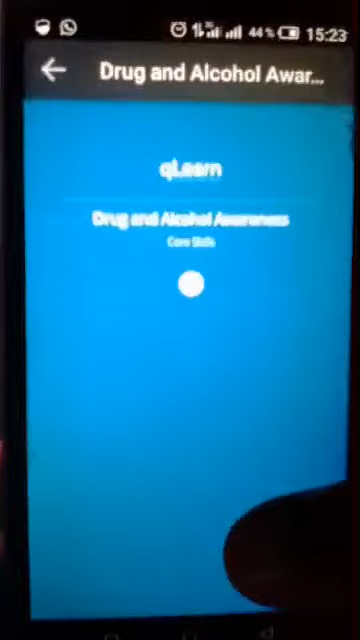 44% 15:23
Drug and Alcohol Awar...
qLearn
Drug and Alcohol Awareness
Core Skills